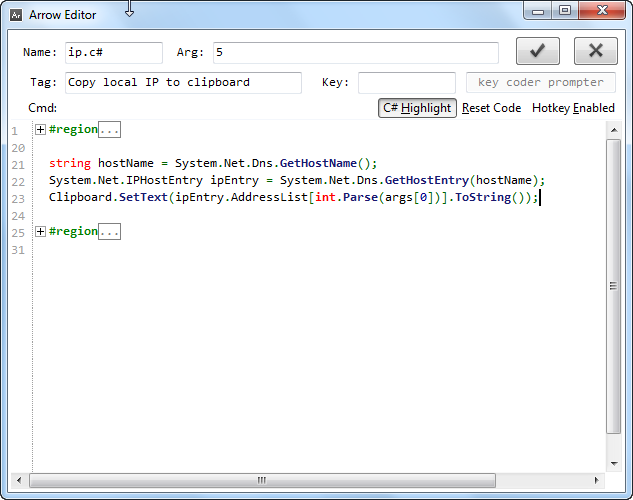 Ar Arrow Editor
Name: ip.c# Arg: 5
Tag: Copy local IP to clipboard Key: key coder prompter
Cmd: C# Highlight Reset Code Hotkey Enabled
1 #region...
20
21 string hostName = System.Net.Dns.GetHostName();
22 System.Net.IPHostEntry ipEntry = System.Net.Dns.GetHostEntry(hostName);
23 Clipboard.SetText(ipEntry.AddressList[int.Parse(args[0])].ToString());
24
25 #region...
31